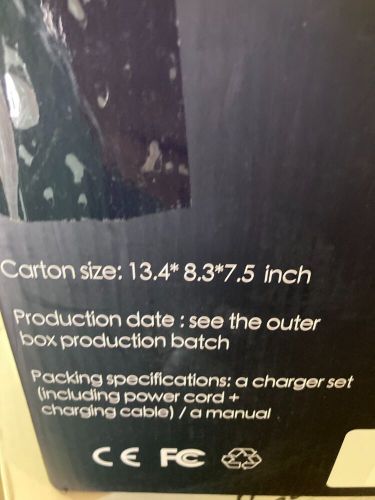 Carton size: 13.4* 8.3*7.5 inch
Production date : see the outer
box production batch
Packing specifications: a charger set
(including power cord +
charging cable) / a manual
CE FC